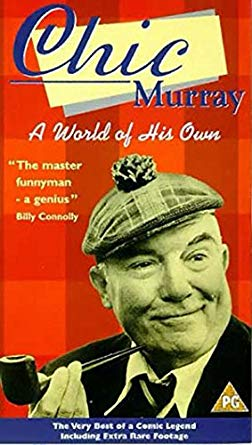 Chic
Murray
A World of His Own
"The master
funnyman
- a genius"
Billy Connolly
PG
The Very Best of a Comic Legend
Including Extra Rare Footage